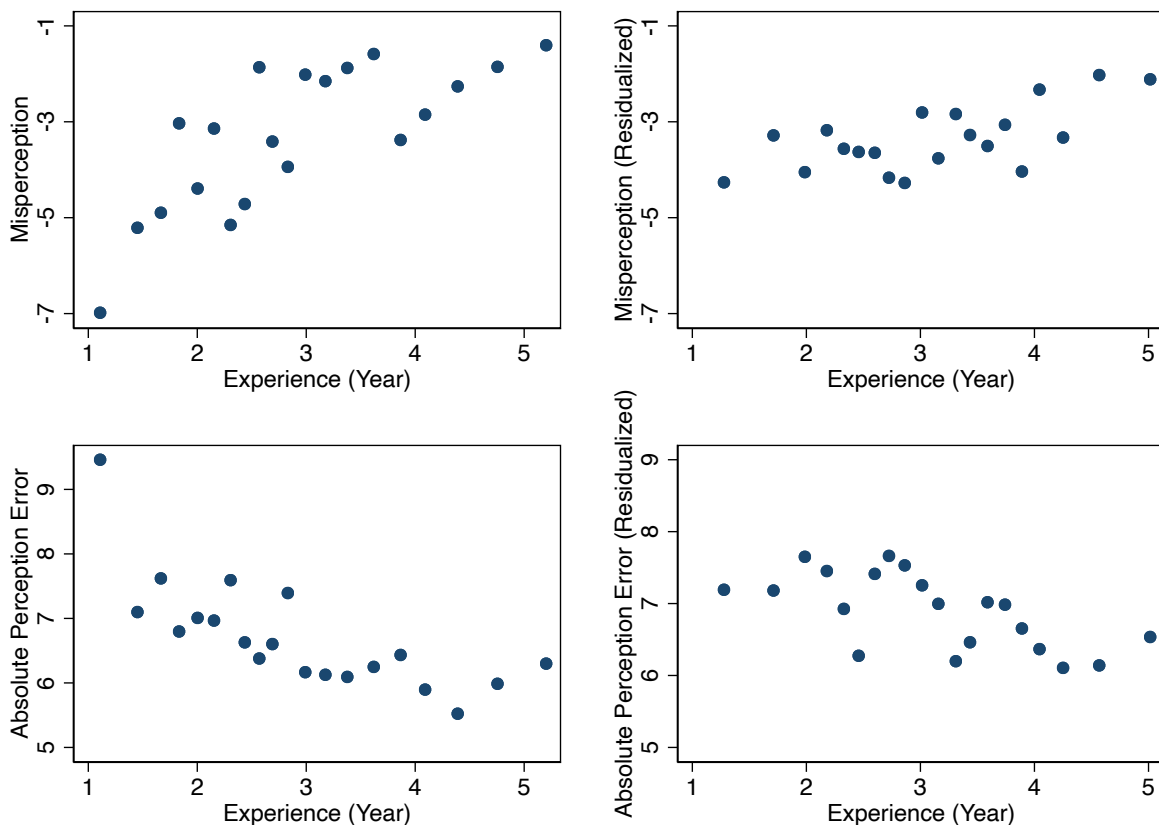 Misperception
-1
-3
-5
-7
1 2 3 4 5
Experience (Year)
Misperception (Residualized)
-1
-3
-5
-7
1 2 3 4 5
Experience (Year)
Absolute Perception Error
9
8
7
6
5
1 2 3 4 5
Experience (Year)
Absolute Perception Error (Residualized)
9
8
7
6
5
1 2 3 4 5
Experience (Year)